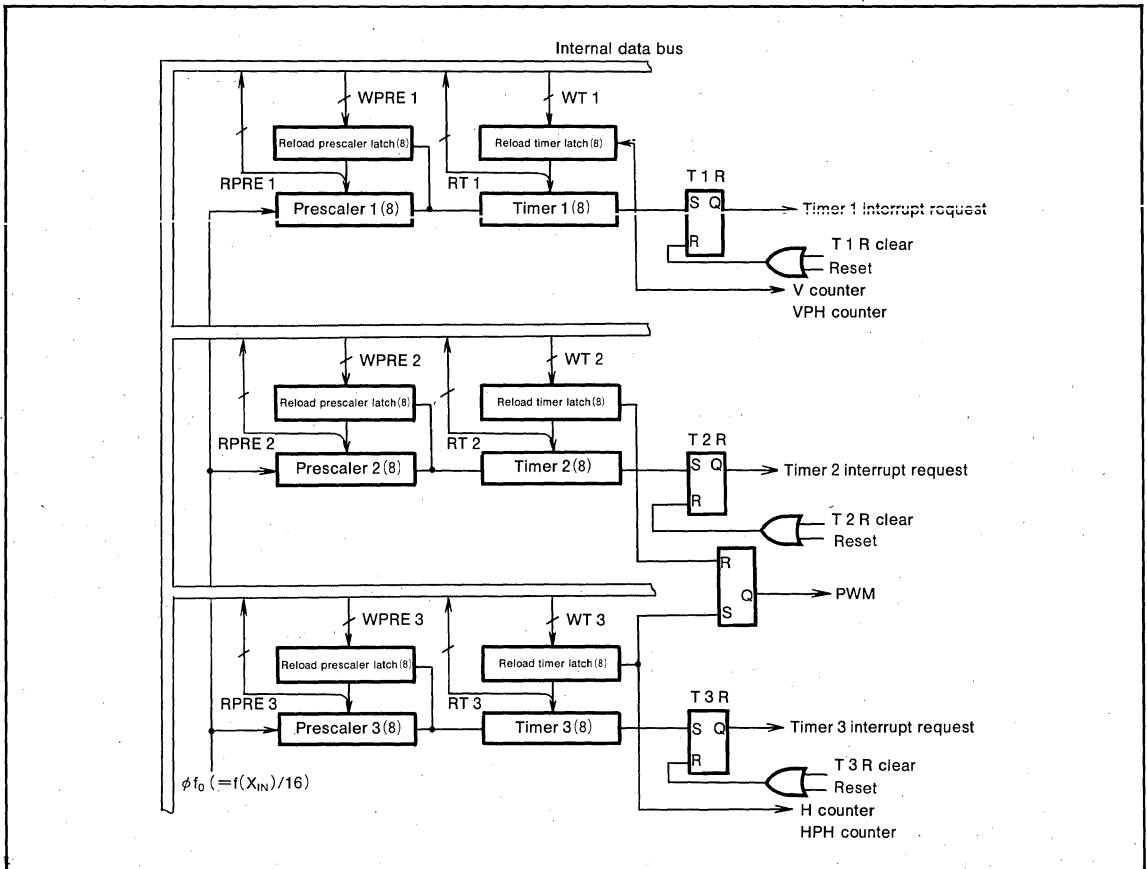 Internal data bus
WPRE 1
WT 1
Reload prescaler latch (8)
Reload timer latch (8)
RPRE 1
RT 1
T 1 R
Prescaler 1 (8)
Timer 1 (8)
S Q
R
Timer 1 interrupt request
T 1 R clear
Reset
V counter
VPH counter
WPRE 2
WT 2
Reload prescaler latch (8)
Reload timer latch (8)
RPRE 2
RT 2
T 2 R
Prescaler 2 (8)
Timer 2 (8)
S Q
R
Timer 2 interrupt request
T 2 R clear
Reset
R
Q
S
PWM
WPRE 3
WT 3
Reload prescaler latch (8)
Reload timer latch (8)
RPRE 3
RT 3
T 3 R
Prescaler 3 (8)
Timer 3 (8)
S Q
R
Timer 3 interrupt request
T 3 R clear
Reset
φf₀ (=f(X_IN)/16)
H counter
HPH counter